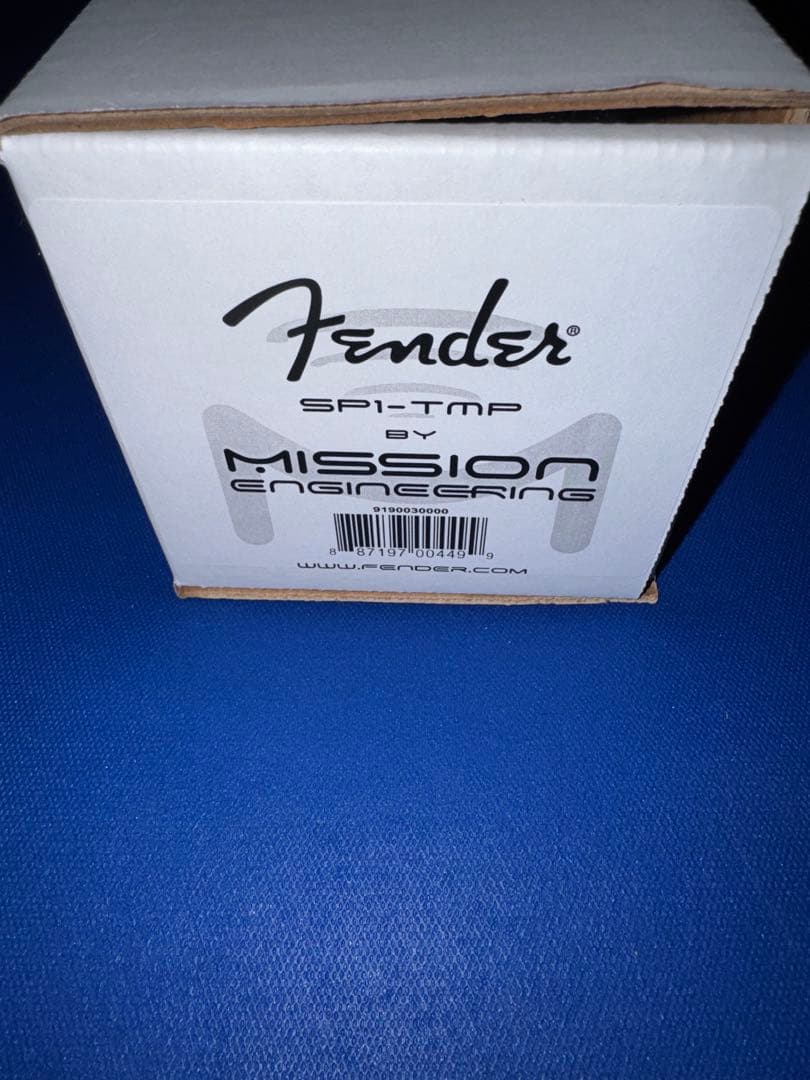 Fender®
SP1-TMP
BY
MISSION
ENGINEERING
9190030000
8 87197 00449 9
WWW.FENDER.COM